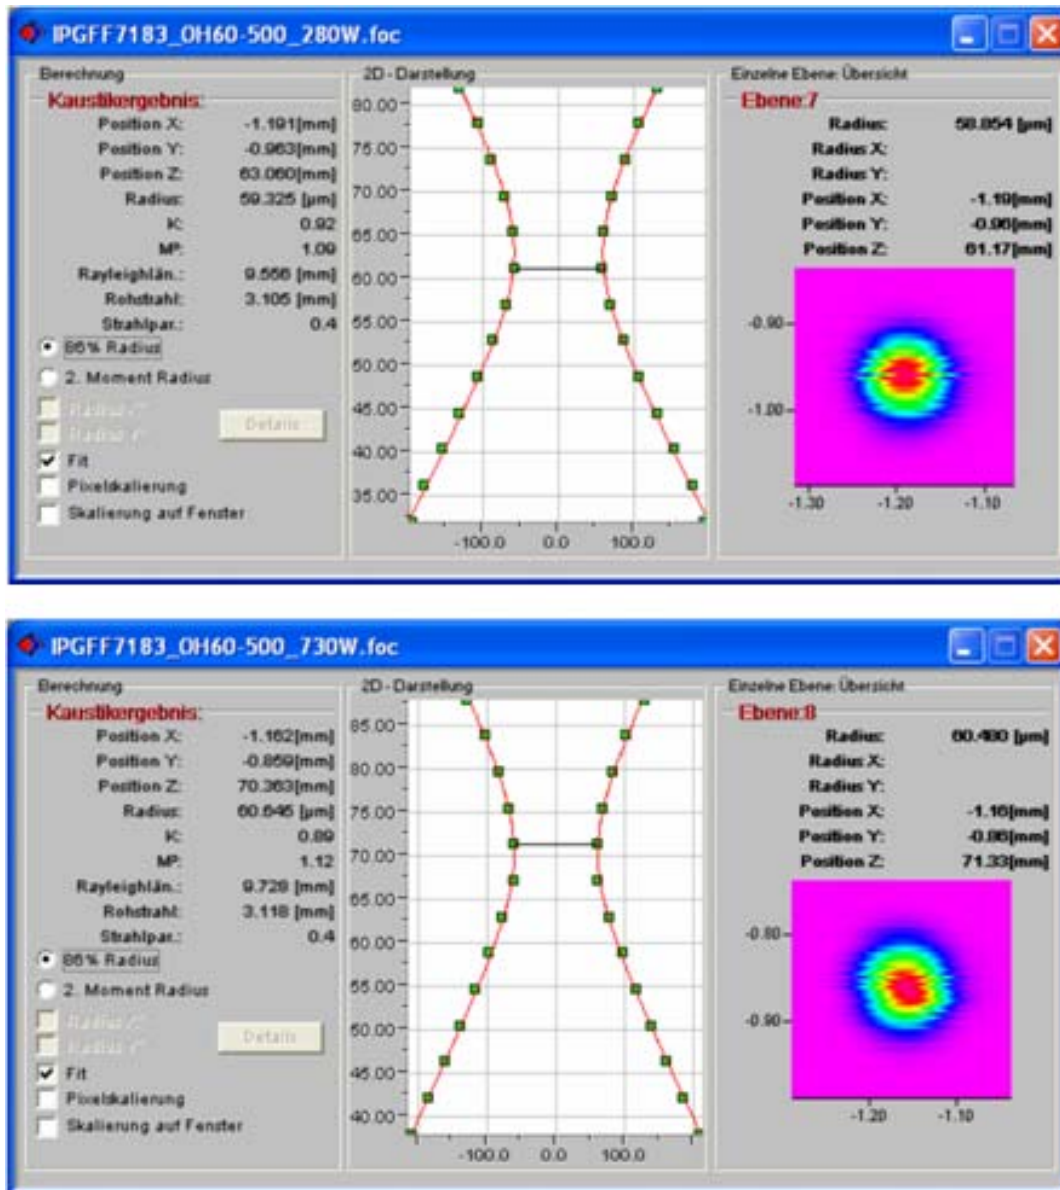 IPGFF7183_OH60-500_280W.foc
Berechnung
Kaustikergebnis:
Position X: -1.191[mm]
Position Y: -0.963[mm]
Position Z: 63.060[mm]
Radius: 59.325 [µm]
K: 0.92
M²: 1.09
Rayleighlän.: 9.556 [mm]
Rohstrahl: 3.105 [mm]
Strahlpar.: 0.4
86% Radius
2. Moment Radius
Details
Fit
Pixelskalierung
Skalierung auf Fenster
2D - Darstellung
80.00
75.00
70.00
65.00
60.00
55.00
50.00
45.00
40.00
35.00
-100.0 0.0 100.0
Einzelne Ebene: Übersicht
Ebene:7
Radius: 58.854 [µm]
Radius X:
Radius Y:
Position X: -1.19[mm]
Position Y: -0.96[mm]
Position Z: 61.17[mm]
-0.90
-1.00
-1.30 -1.20 -1.10
IPGFF7183_OH60-500_730W.foc
Berechnung
Kaustikergebnis:
Position X: -1.162[mm]
Position Y: -0.859[mm]
Position Z: 70.363[mm]
Radius: 60.645 [µm]
K: 0.89
M²: 1.12
Rayleighlän.: 9.728 [mm]
Rohstrahl: 3.118 [mm]
Strahlpar.: 0.4
86% Radius
2. Moment Radius
Details
Fit
Pixelskalierung
Skalierung auf Fenster
2D - Darstellung
85.00
80.00
75.00
70.00
65.00
60.00
55.00
50.00
45.00
40.00
-100.0 0.0 100.0
Einzelne Ebene: Übersicht
Ebene:8
Radius: 60.480 [µm]
Radius X:
Radius Y:
Position X: -1.16[mm]
Position Y: -0.86[mm]
Position Z: 71.33[mm]
-0.80
-0.90
-1.20 -1.10